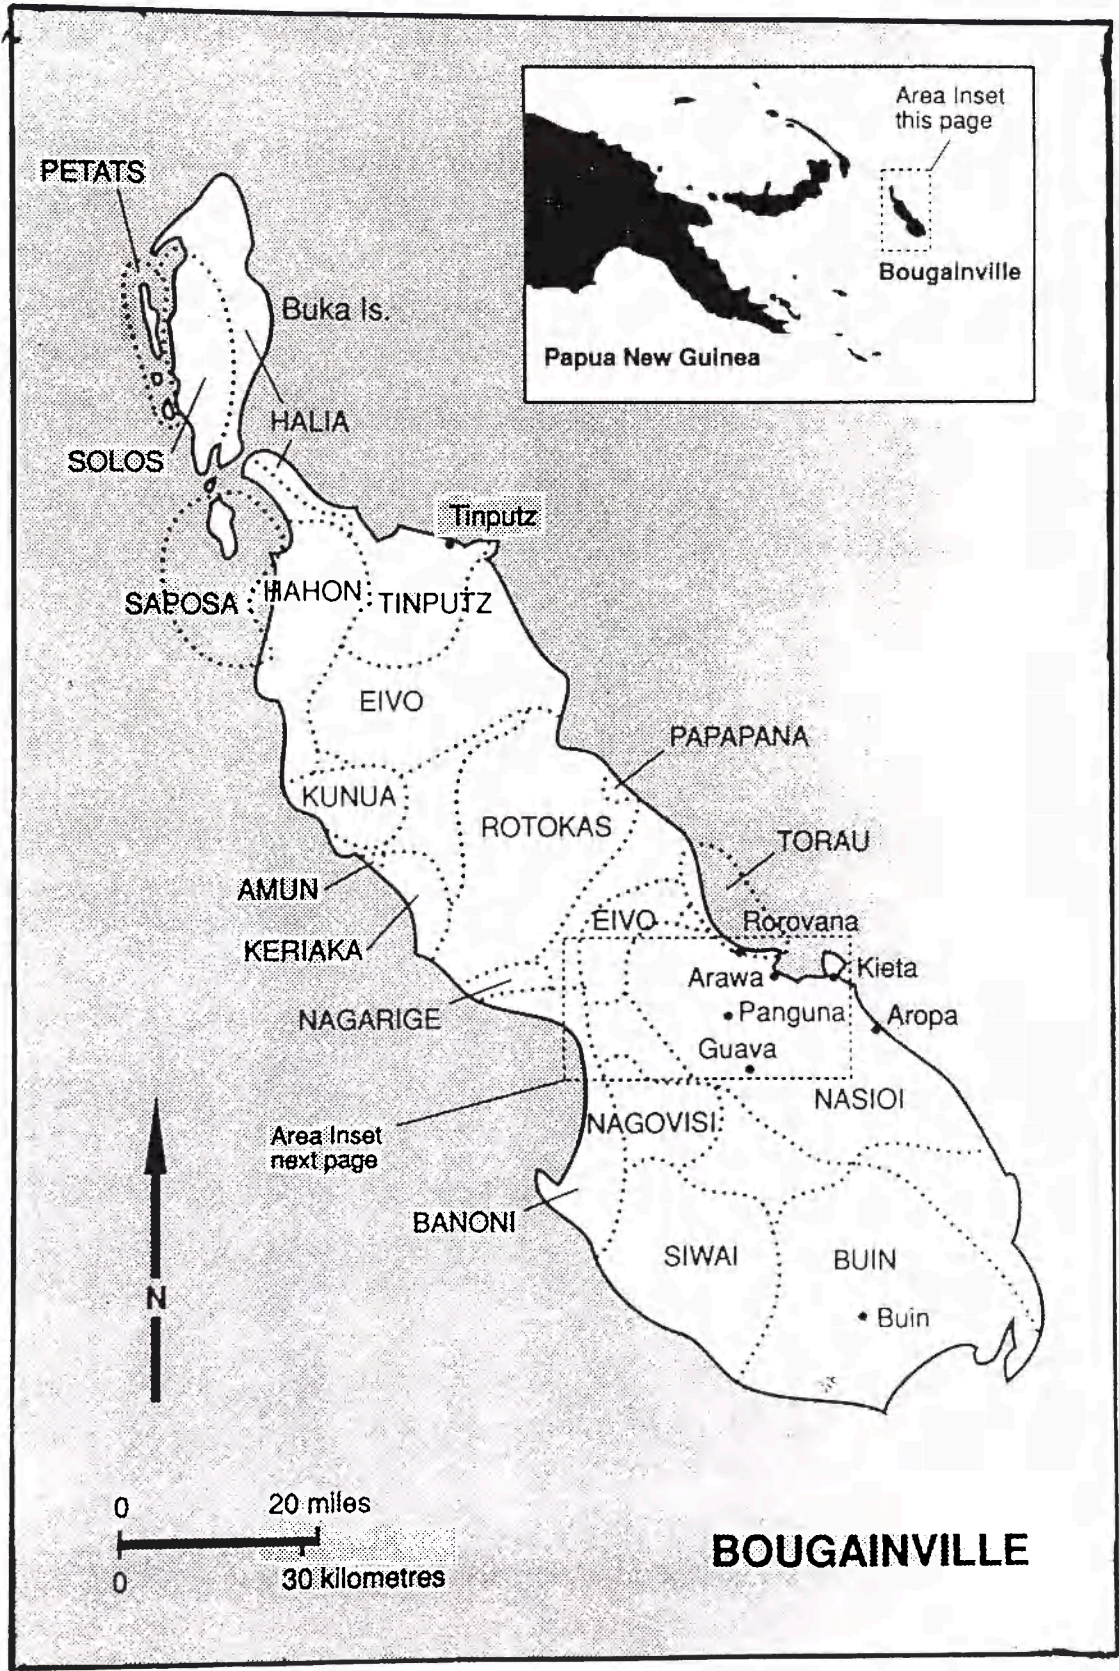 Area Inset
this page
Bougainville
Papua New Guinea
PETATS
Buka Is.
HALIA
SOLOS
Tinputz
SAPOSA
HAHON
TINPUTZ
EIVO
PAPAPANA
KUNUA
ROTOKAS
TORAU
AMUN
EIVO
Rorovana
KERIAKA
Arawa
Kieta
NAGARIGE
Panguna
Aropa
Guava
NASIOI
NAGOVISI
Area Inset
next page
BANONI
SIWAI
BUIN
N
Buin
0
20 miles
0
30 kilometres
BOUGAINVILLE